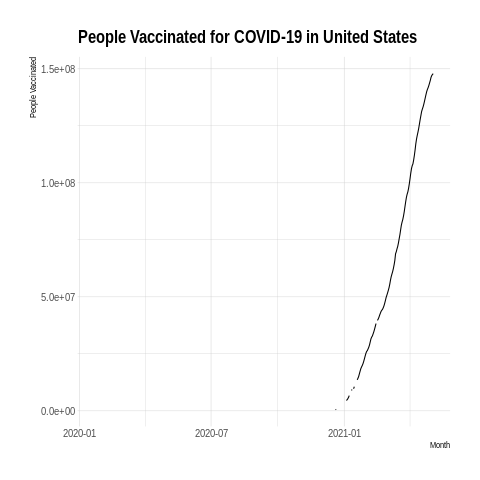 People Vaccinated for COVID-19 in United States
People Vaccinated
1.5e+08
1.0e+08
5.0e+07
0.0e+00
2020-01
2020-07
2021-01
Month